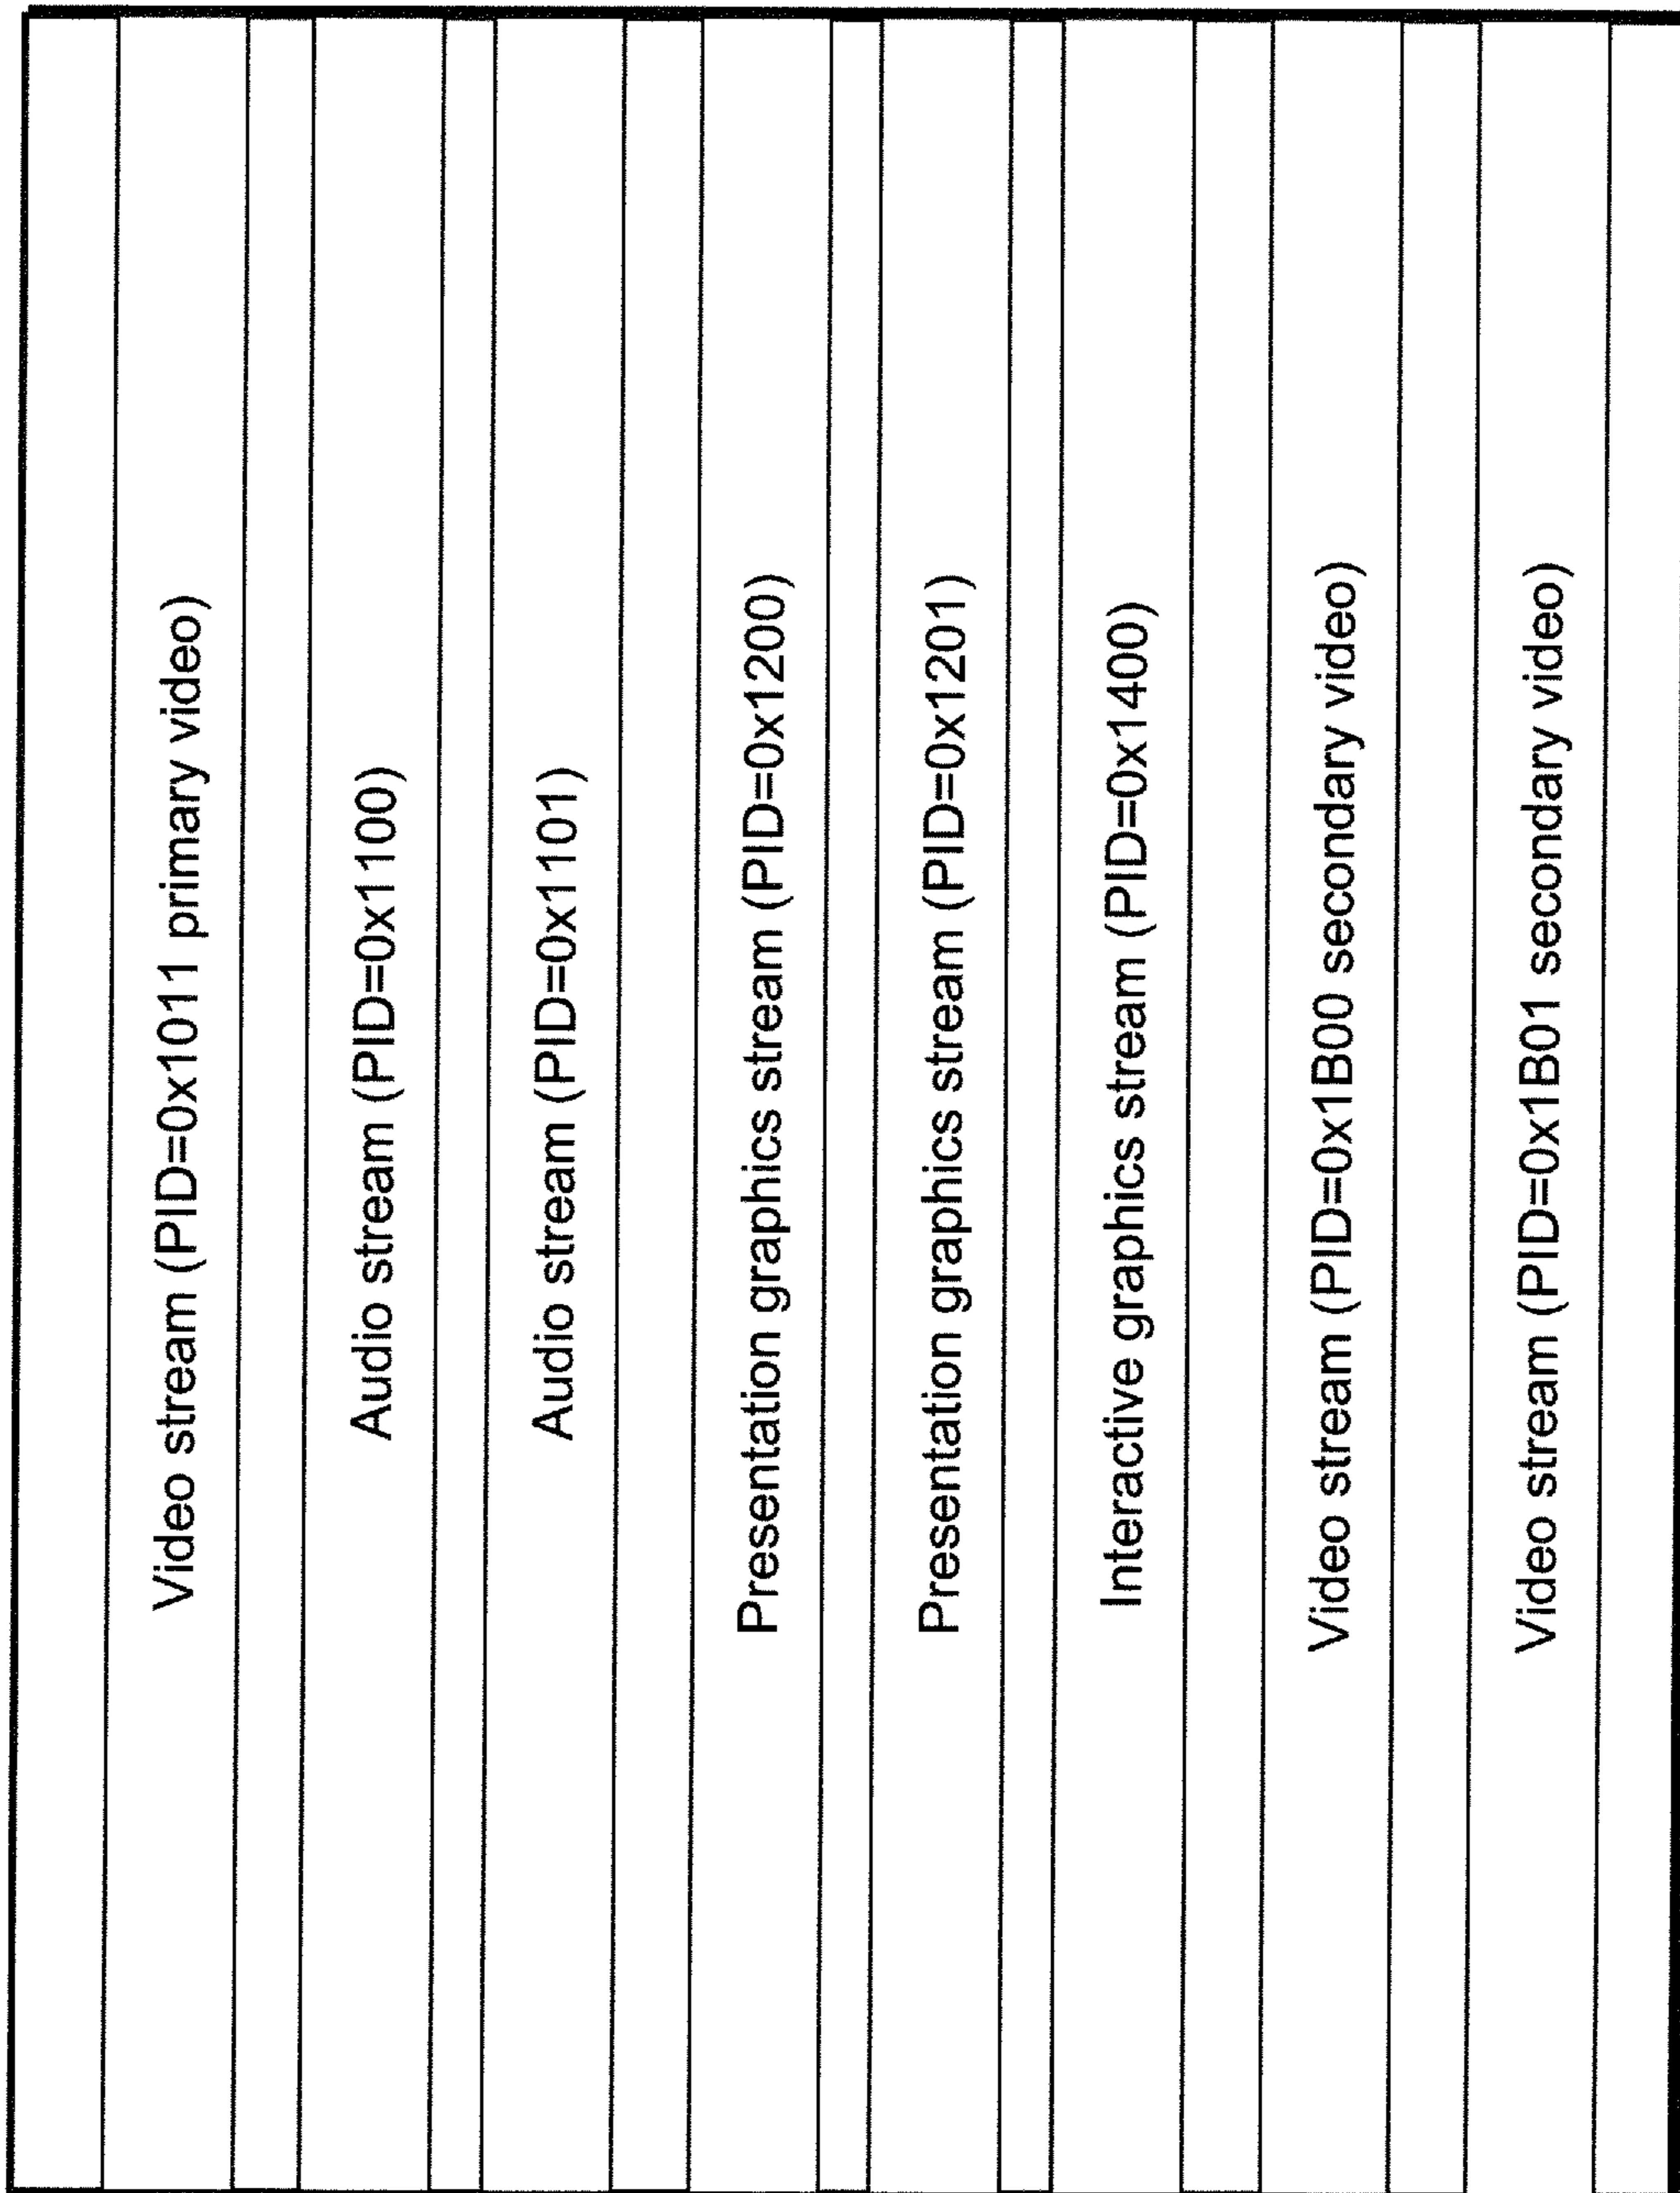 Video stream (PID=0x1011 primary video)
Audio stream (PID=0x1100)
Audio stream (PID=0x1101)
Presentation graphics stream (PID=0x1200)
Presentation graphics stream (PID=0x1201)
Interactive graphics stream (PID=0x1400)
Video stream (PID=0x1B00 secondary video)
Video stream (PID=0x1B01 secondary video)